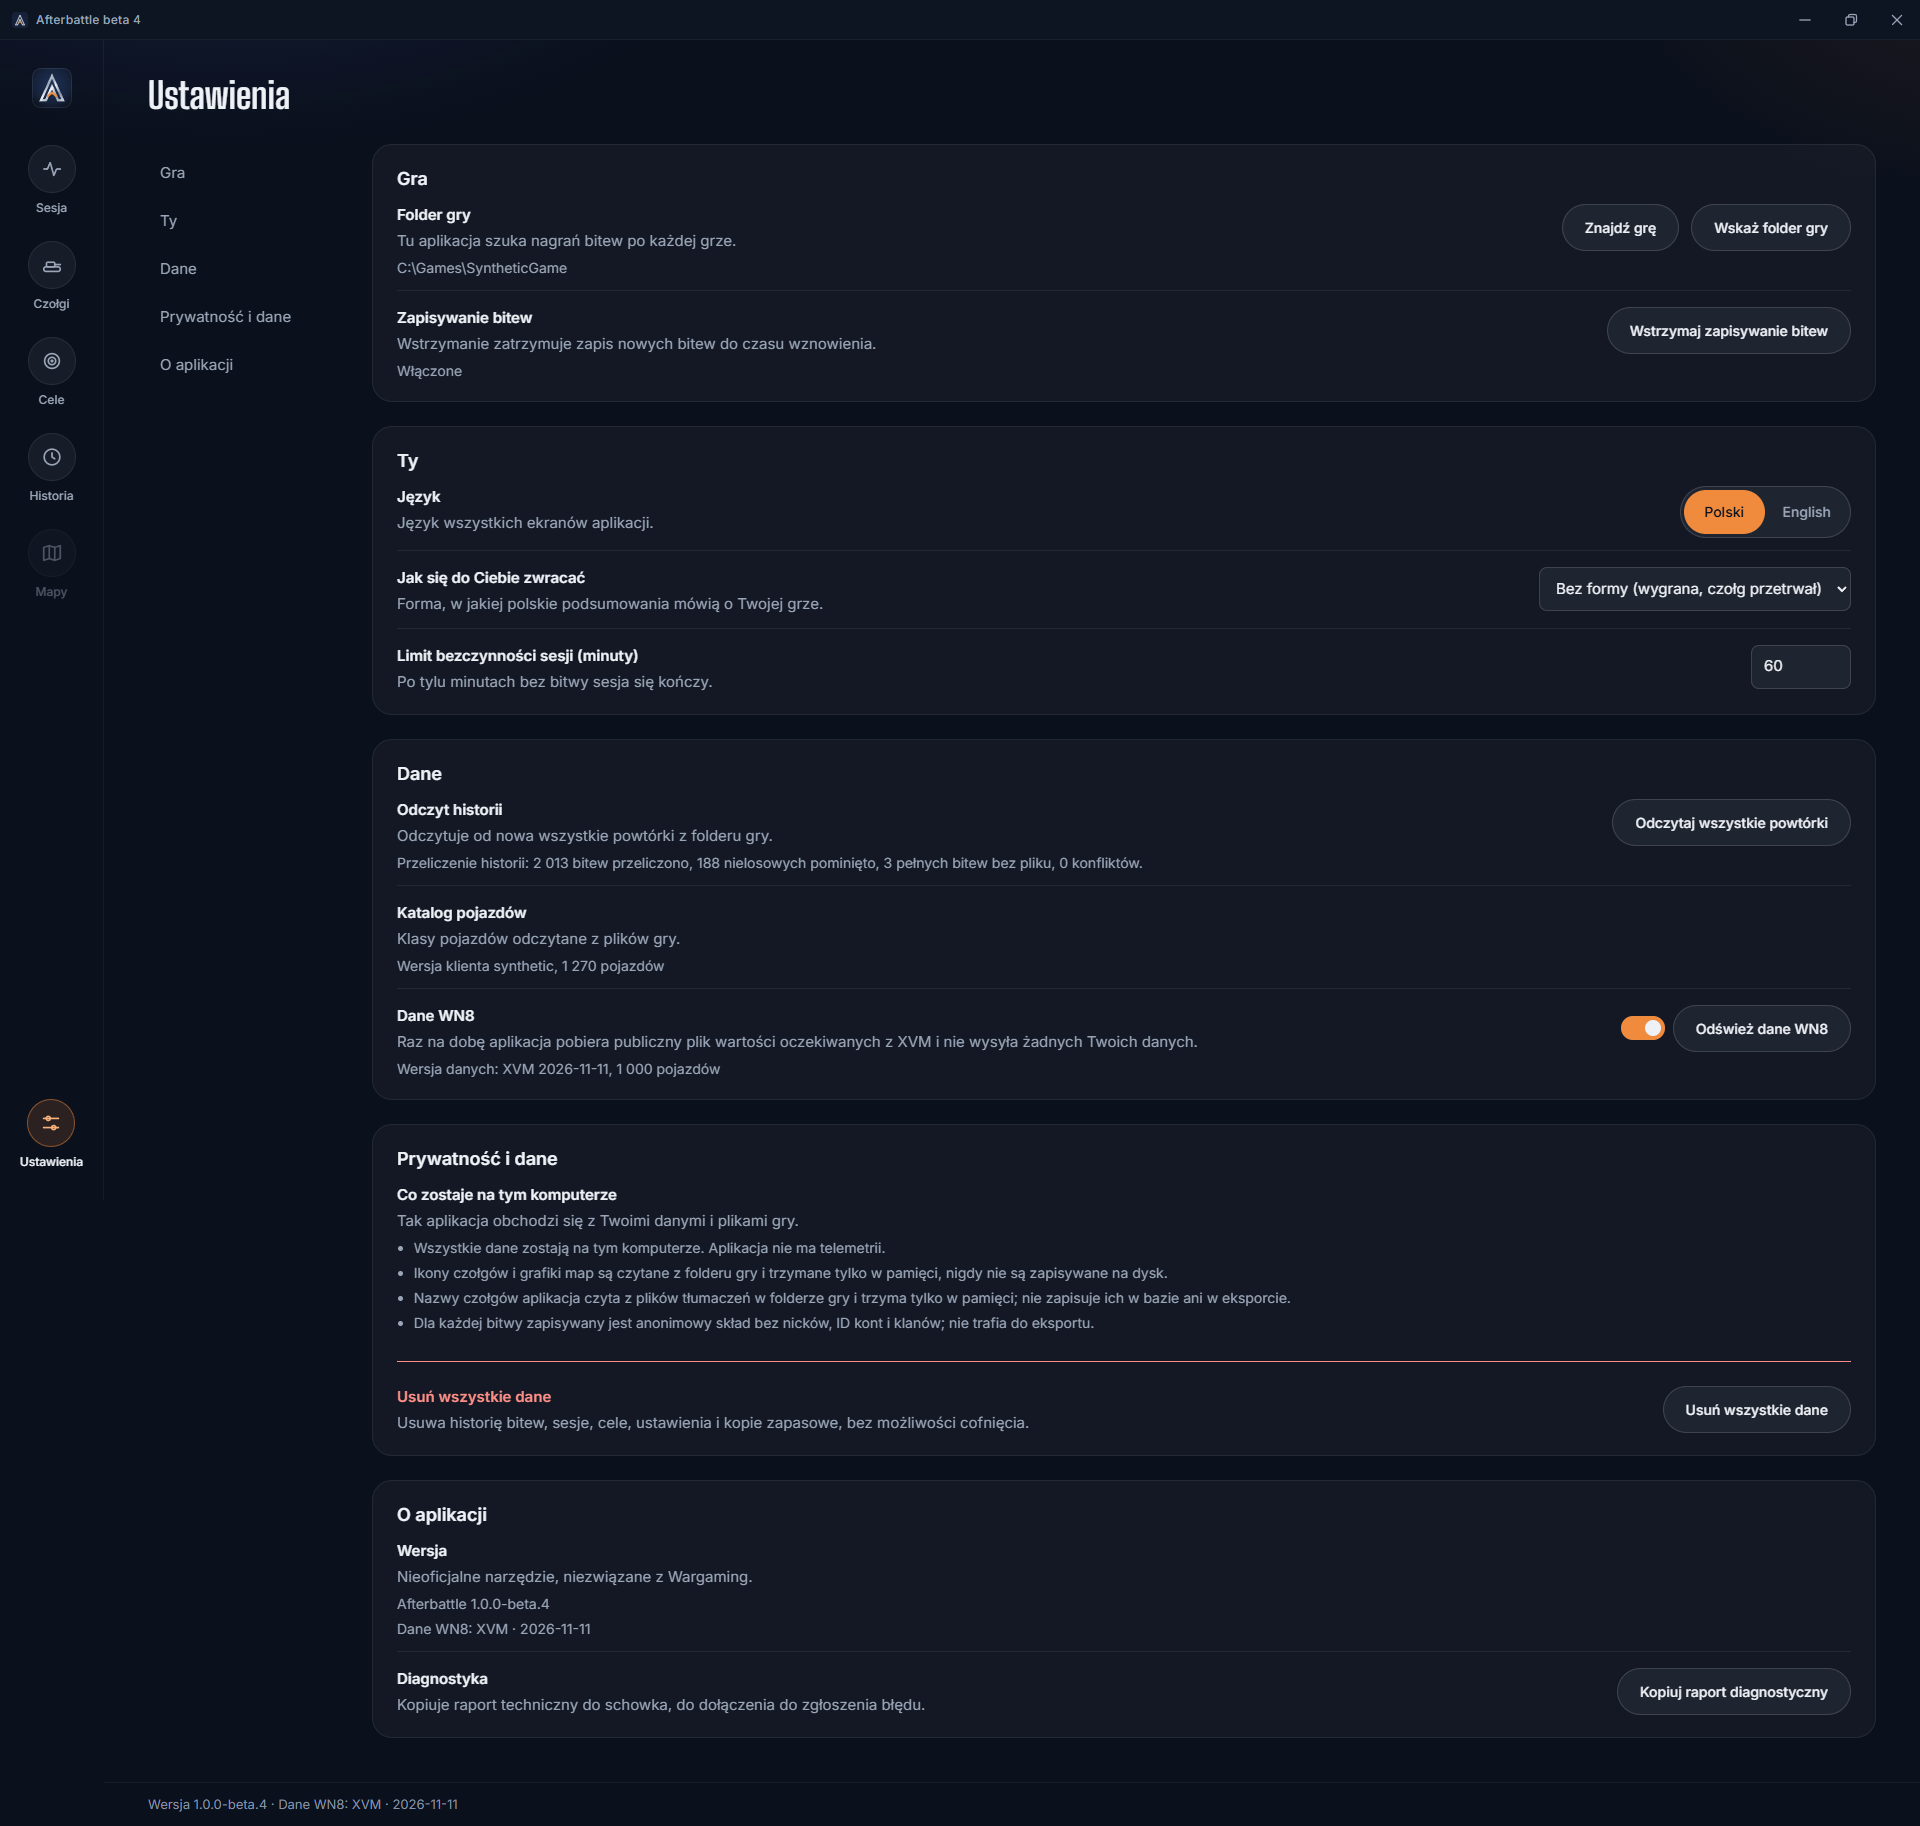 Afterbattle beta 4
Ustawienia
Sesja
Czołgi
Cele
Historia
Mapy
Ustawienia
Gra
Ty
Dane
Prywatność i dane
O aplikacji
Gra
Folder gry
Tu aplikacja szuka nagrań bitew po każdej grze.
C:\Games\SyntheticGame
Znajdź grę
Wskaż folder gry
Zapisywanie bitew
Wstrzymanie zatrzymuje zapis nowych bitew do czasu wznowienia.
Włączone
Wstrzymaj zapisywanie bitew
Ty
Język
Język wszystkich ekranów aplikacji.
Polski
English
Jak się do Ciebie zwracać
Forma, w jakiej polskie podsumowania mówią o Twojej grze.
Bez formy (wygrana, czołg przetrwał)
Limit bezczynności sesji (minuty)
Po tylu minutach bez bitwy sesja się kończy.
60
Dane
Odczyt historii
Odczytuje od nowa wszystkie powtórki z folderu gry.
Przeliczenie historii: 2 013 bitew przeliczono, 188 nielosowych pominięto, 3 pełnych bitew bez pliku, 0 konfliktów.
Odczytaj wszystkie powtórki
Katalog pojazdów
Klasy pojazdów odczytane z plików gry.
Wersja klienta synthetic, 1 270 pojazdów
Dane WN8
Raz na dobę aplikacja pobiera publiczny plik wartości oczekiwanych z XVM i nie wysyła żadnych Twoich danych.
Wersja danych: XVM 2026-11-11, 1 000 pojazdów
Odśwież dane WN8
Prywatność i dane
Co zostaje na tym komputerze
Tak aplikacja obchodzi się z Twoimi danymi i plikami gry.
• Wszystkie dane zostają na tym komputerze. Aplikacja nie ma telemetrii.
• Ikony czołgów i grafiki map są czytane z folderu gry i trzymane tylko w pamięci, nigdy nie są zapisywane na dysk.
• Nazwy czołgów aplikacja czyta z plików tłumaczeń w folderze gry i trzyma tylko w pamięci; nie zapisuje ich w bazie ani w eksporcie.
• Dla każdej bitwy zapisywany jest anonimowy skład bez nicków, ID kont i klanów; nie trafia do eksportu.
Usuń wszystkie dane
Usuwa historię bitew, sesje, cele, ustawienia i kopie zapasowe, bez możliwości cofnięcia.
Usuń wszystkie dane
O aplikacji
Wersja
Nieoficjalne narzędzie, niezwiązane z Wargaming.
Afterbattle 1.0.0-beta.4
Dane WN8: XVM · 2026-11-11
Diagnostyka
Kopiuje raport techniczny do schowka, do dołączenia do zgłoszenia błędu.
Kopiuj raport diagnostyczny
Wersja 1.0.0-beta.4 · Dane WN8: XVM · 2026-11-11